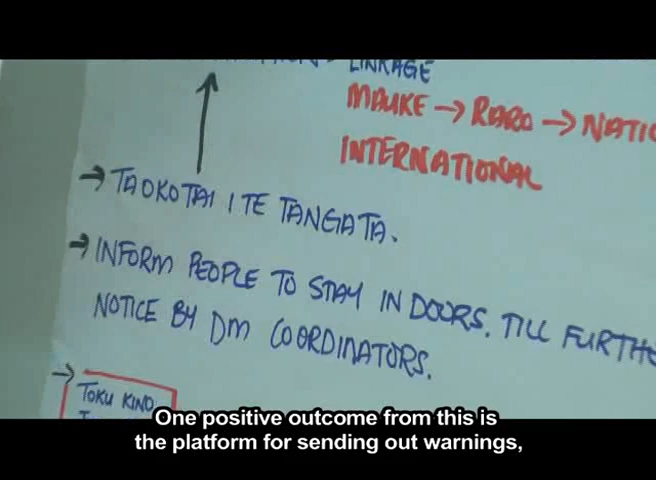 LINKAGE
MAUKE → RARO → NATIO
INTERNATIONAL
→ TAOKOTAI I TE TANGATA.
→ INFORM PEOPLE TO STAY IN DOORS. TILL FURTHE
NOTICE BY DM COORDINATORS.
→ TOKU KINO
One positive outcome from this is
the platform for sending out warnings,